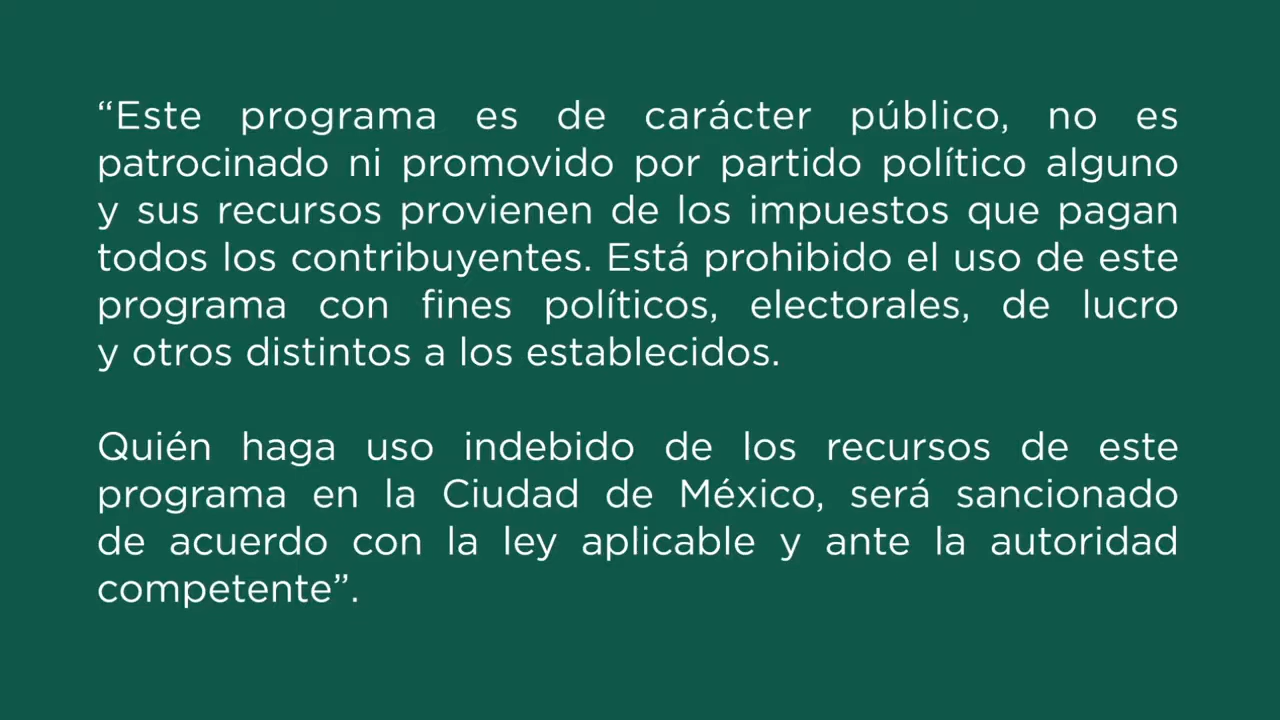 “Este programa es de carácter público, no es
patrocinado ni promovido por partido político alguno
y sus recursos provienen de los impuestos que pagan
todos los contribuyentes. Está prohibido el uso de este
programa con fines políticos, electorales, de lucro
y otros distintos a los establecidos.
Quién haga uso indebido de los recursos de este
programa en la Ciudad de México, será sancionado
de acuerdo con la ley aplicable y ante la autoridad
competente”.